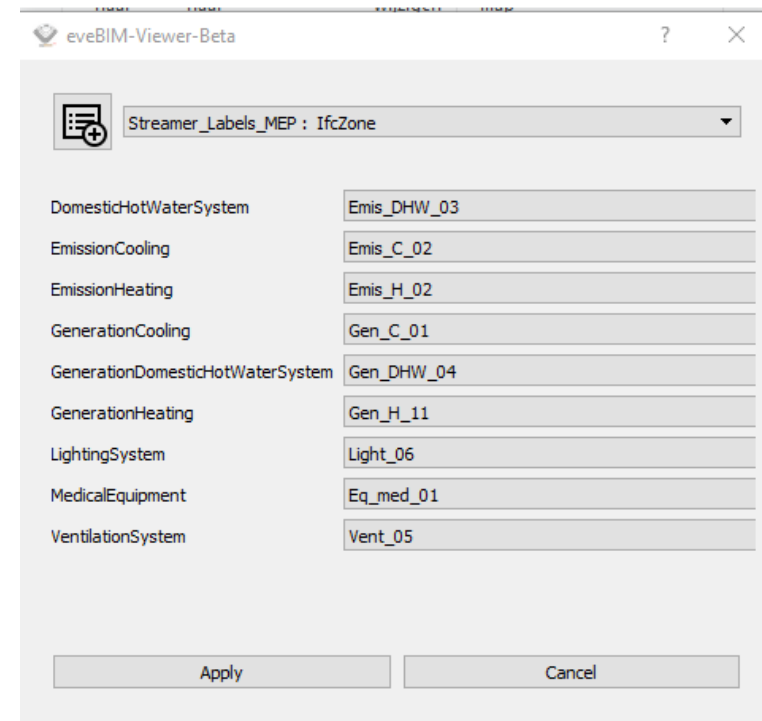 eveBIM-Viewer-Beta ?
Streamer_Labels_MEP : IfcZone
DomesticHotWaterSystem Emis_DHW_03
EmissionCooling Emis_C_02
EmissionHeating Emis_H_02
GenerationCooling Gen_C_01
GenerationDomesticHotWaterSystem Gen_DHW_04
GenerationHeating Gen_H_11
LightingSystem Light_06
MedicalEquipment Eq_med_01
VentilationSystem Vent_05
Apply Cancel